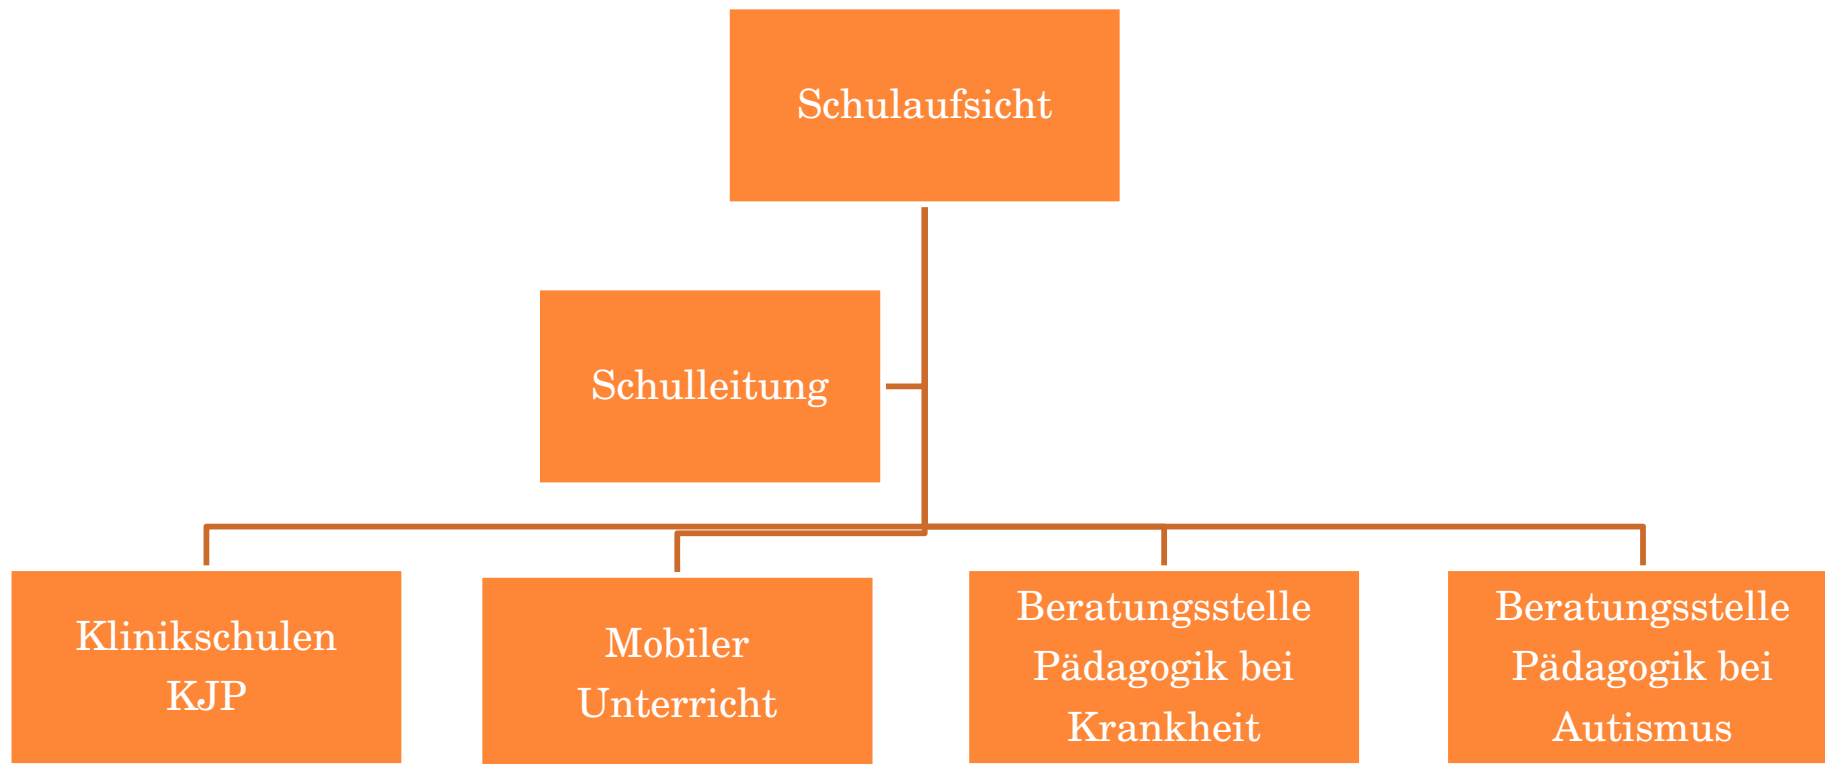 Schulaufsicht
Schulleitung
Klinikschulen
KJP
Mobiler
Unterricht
Beratungsstelle
Pädagogik bei
Krankheit
Beratungsstelle
Pädagogik bei
Autismus